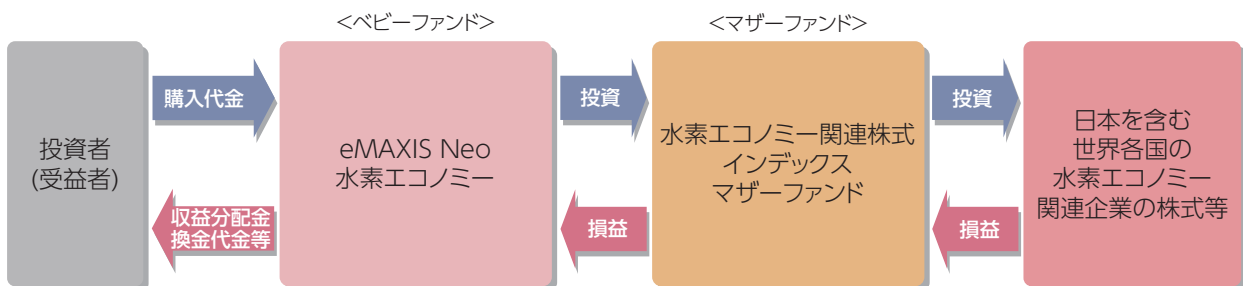 <ベビーファンド>
<マザーファンド>
投資者
(受益者)
購入代金
収益分配金
換金代金等
eMAXIS Neo
水素エコノミー
投資
損益
水素エコノミー関連株式
インデックス
マザーファンド
投資
損益
日本を含む
世界各国の
水素エコノミー
関連企業の株式等